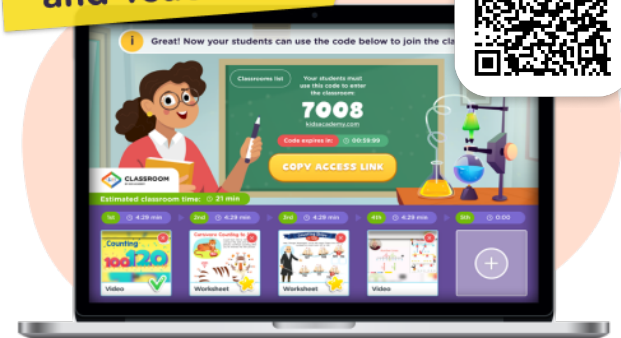 Great! Now your students can use the code below to join the cla
Classrooms list
Your students must
use this code to enter
the classroom:
7008
kidsacademy.com
Code expires in: 00:59:99
COPY ACCESS LINK
CLASSROOM
Estimated classroom time: 21 min
1st 4:29 min 2nd 4:29 min 3rd 4:29 min 4th 4:29 min 5th 0:00
Counting
100 120
Video Worksheet Worksheet Video